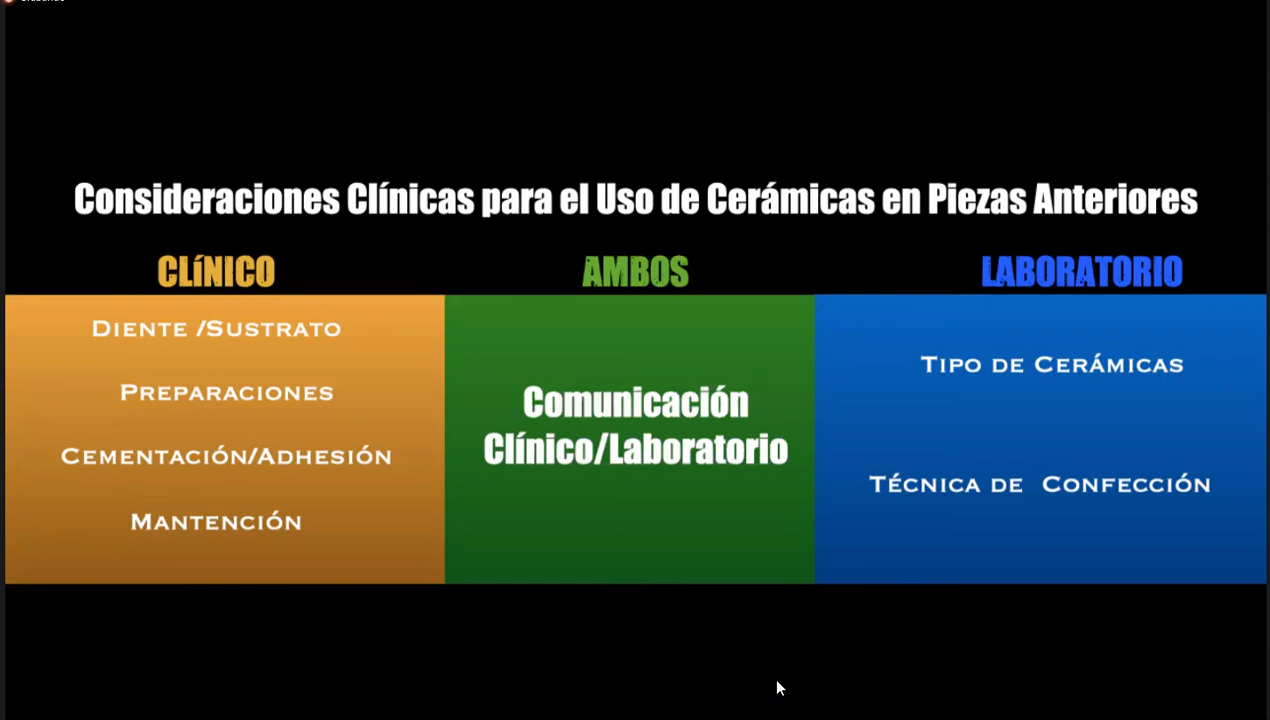 Consideraciones Clínicas para el Uso de Cerámicas en Piezas Anteriores
CLíNICO
AMBOS
LABORATORIO
DIENTE /SUSTRATO
PREPARACIONES
CEMENTACIÓN/ADHESIÓN
MANTENCIÓN
Comunicación
Clínico/Laboratorio
TIPO DE CERÁMICAS
TÉCNICA DE CONFECCIÓN